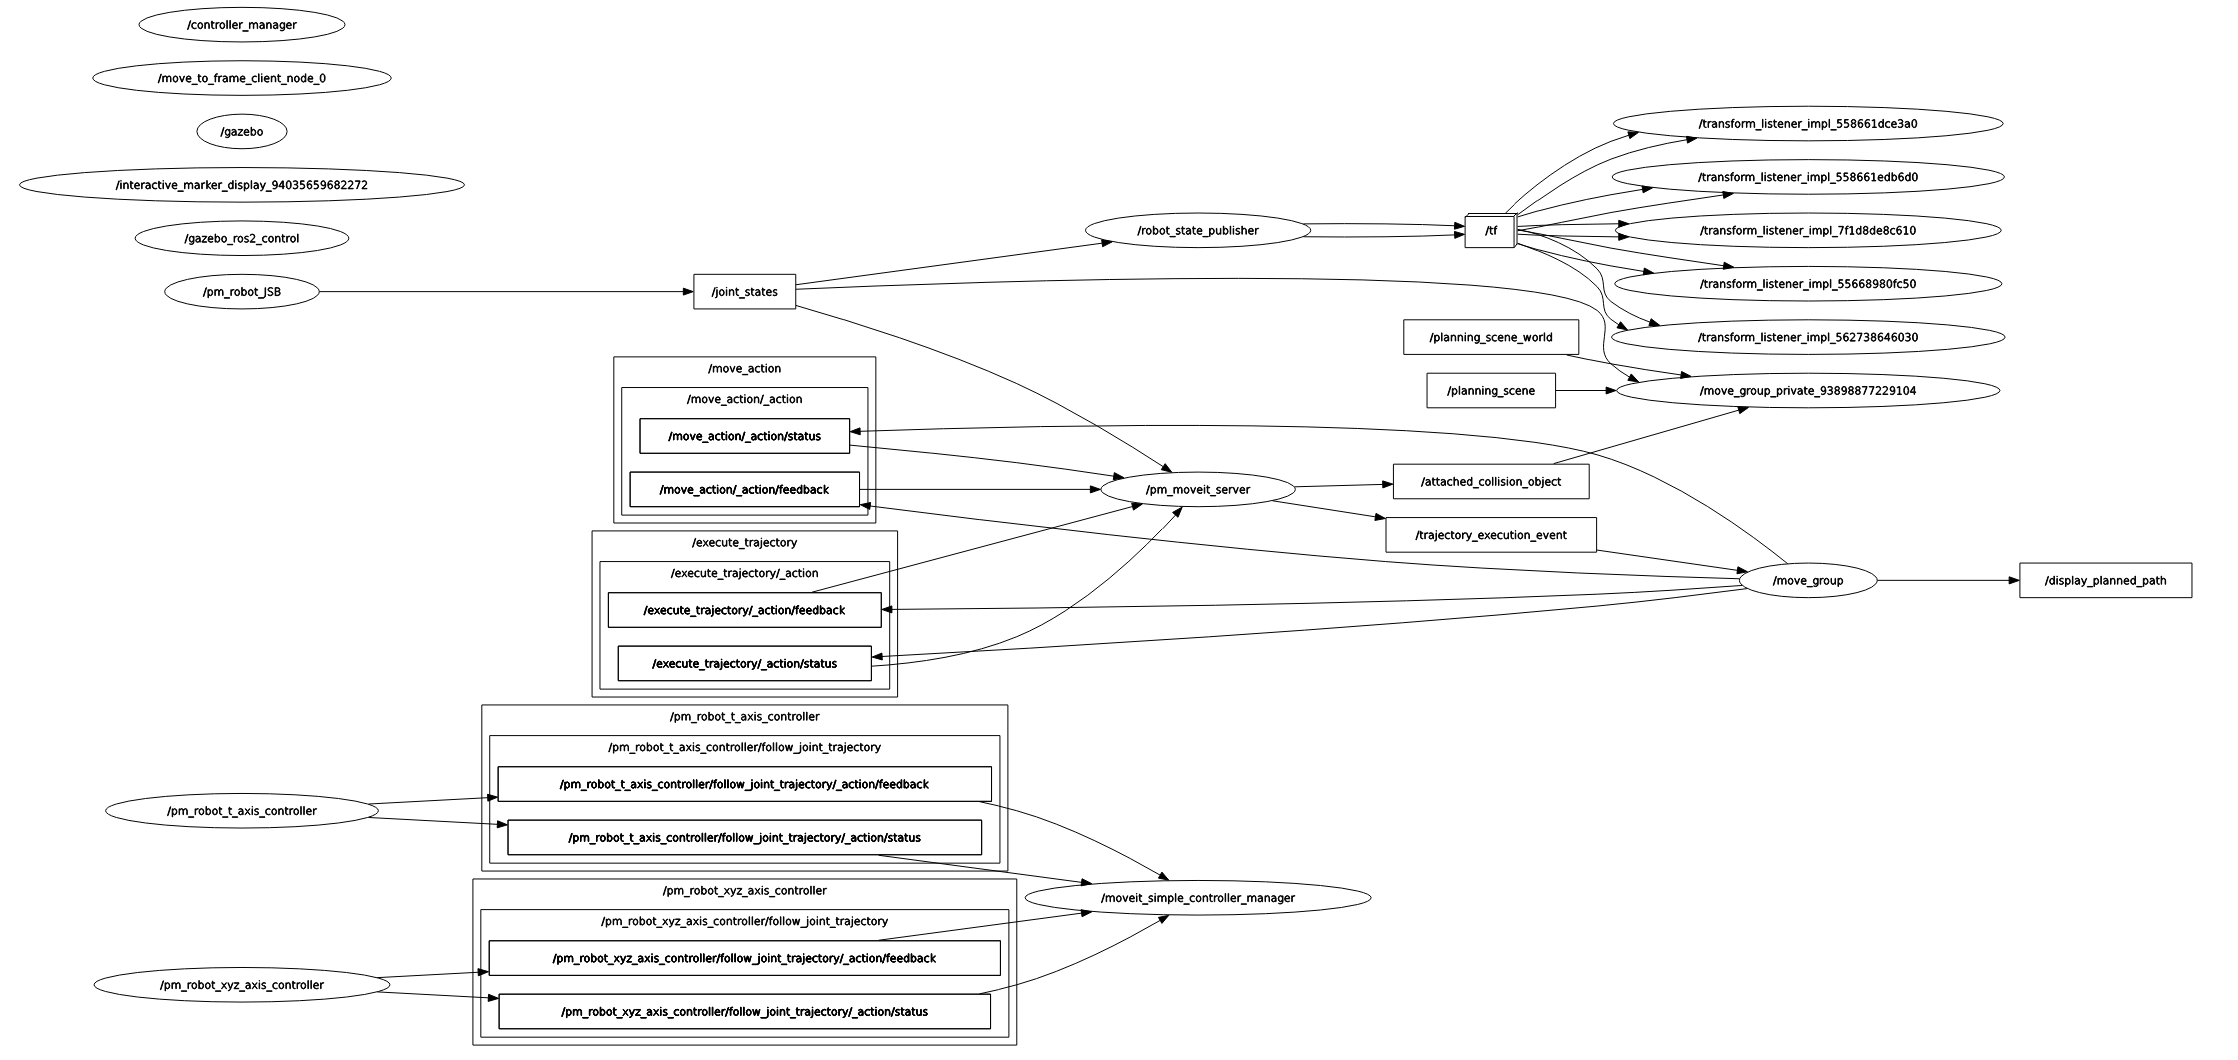 /controller_manager
/move_to_frame_client_node_0
/gazebo
/interactive_marker_display_94035659682272
/gazebo_ros2_control
/pm_robot_JSB
/joint_states
/robot_state_publisher
/tf
/transform_listener_impl_558661dce3a0
/transform_listener_impl_558661edb6d0
/transform_listener_impl_7f1d8de8c610
/transform_listener_impl_55668980fc50
/transform_listener_impl_562738646030
/planning_scene_world
/planning_scene
/move_group_private_93898877229104
/move_action
/move_action/_action
/move_action/_action/status
/move_action/_action/feedback
/pm_moveit_server
/attached_collision_object
/trajectory_execution_event
/move_group
/display_planned_path
/execute_trajectory
/execute_trajectory/_action
/execute_trajectory/_action/feedback
/execute_trajectory/_action/status
/pm_robot_t_axis_controller
/pm_robot_t_axis_controller
/pm_robot_t_axis_controller/follow_joint_trajectory
/pm_robot_t_axis_controller/follow_joint_trajectory/_action/feedback
/pm_robot_t_axis_controller/follow_joint_trajectory/_action/status
/moveit_simple_controller_manager
/pm_robot_xyz_axis_controller
/pm_robot_xyz_axis_controller
/pm_robot_xyz_axis_controller/follow_joint_trajectory
/pm_robot_xyz_axis_controller/follow_joint_trajectory/_action/feedback
/pm_robot_xyz_axis_controller/follow_joint_trajectory/_action/status